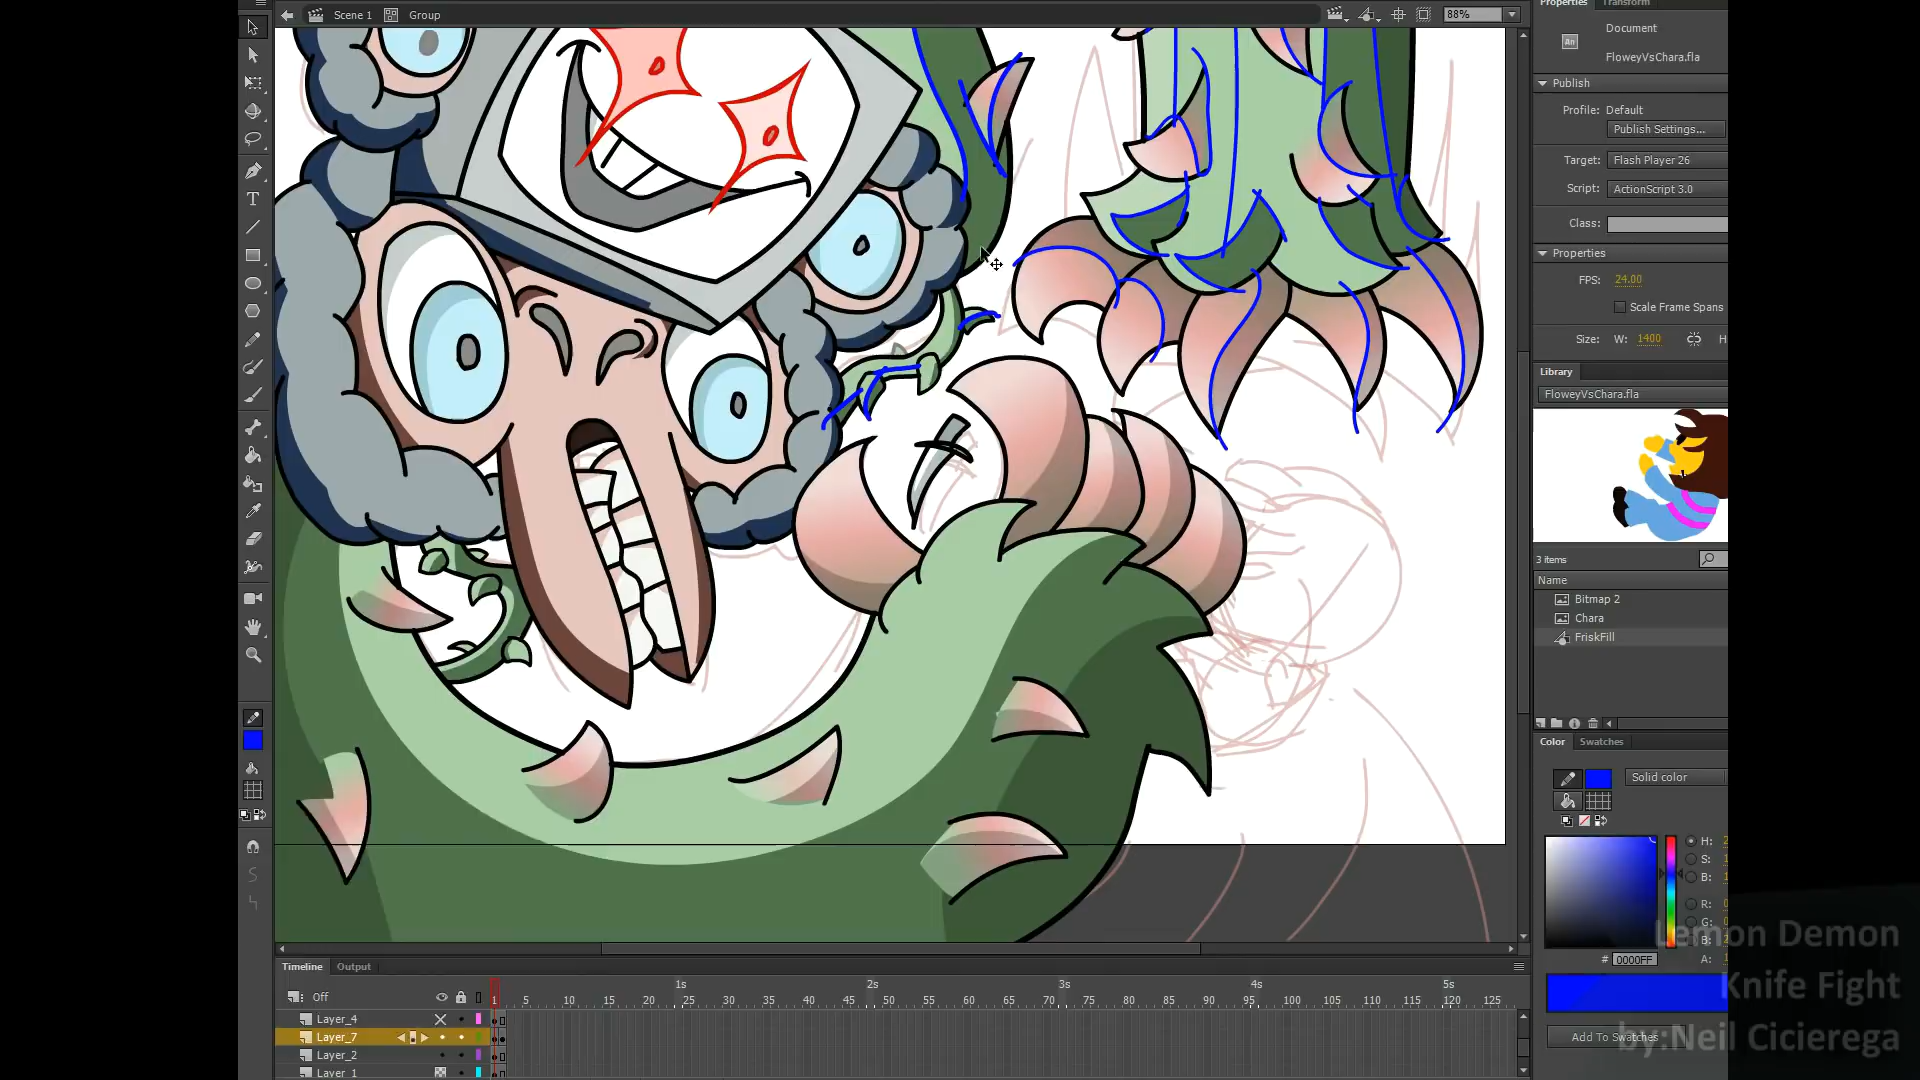 Scene 1
Group
88%
Properties
Transform
Document
An
FloweyVsChara.fla
Publish
Profile: Default
Publish Settings...
Target: Flash Player 26
Script: ActionScript 3.0
Class:
Properties
FPS: 24.00
Scale Frame Spans
Size: W: 1400 H
Library
FloweyVsChara.fla
3 items
Name
Bitmap 2
Chara
FriskFill
Color
Swatches
Solid color
H:
S:
B:
R:
G:
B:
# 0000FF
A:
Add To Swatches
Lemon Demon
Knife Fight
by:Neil Cicierega
Timeline
Output
Off
1s 2s 3s 4s 5s
1 5 10 15 20 25 30 35 40 45 50 55 60 65 70 75 80 85 90 95 100 105 110 115 120 125
Layer_4
Layer_7
Layer_2
Layer_1